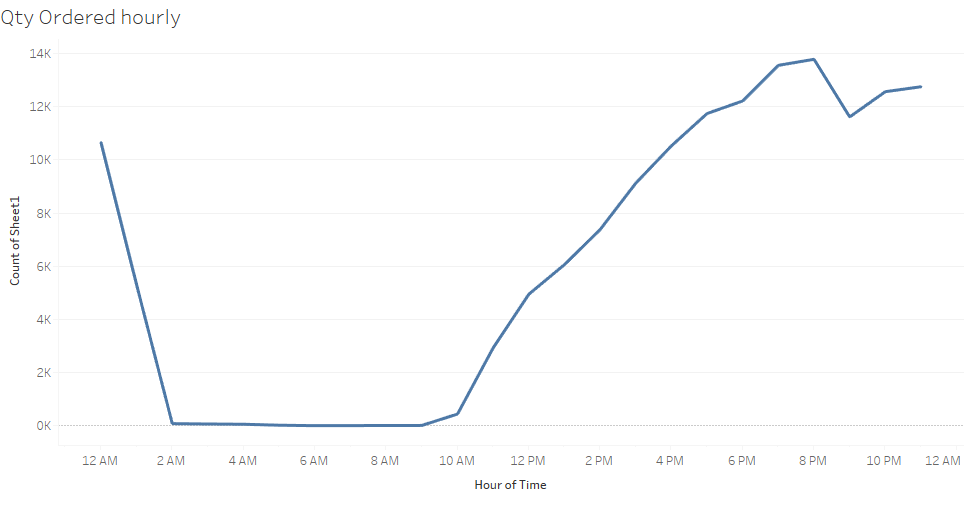 Qty Ordered hourly
14K
12K
10K
8K
6K
4K
2K
0K
Count of Sheet1
12 AM 2 AM 4 AM 6 AM 8 AM 10 AM 12 PM 2 PM 4 PM 6 PM 8 PM 10 PM 12 AM
Hour of Time